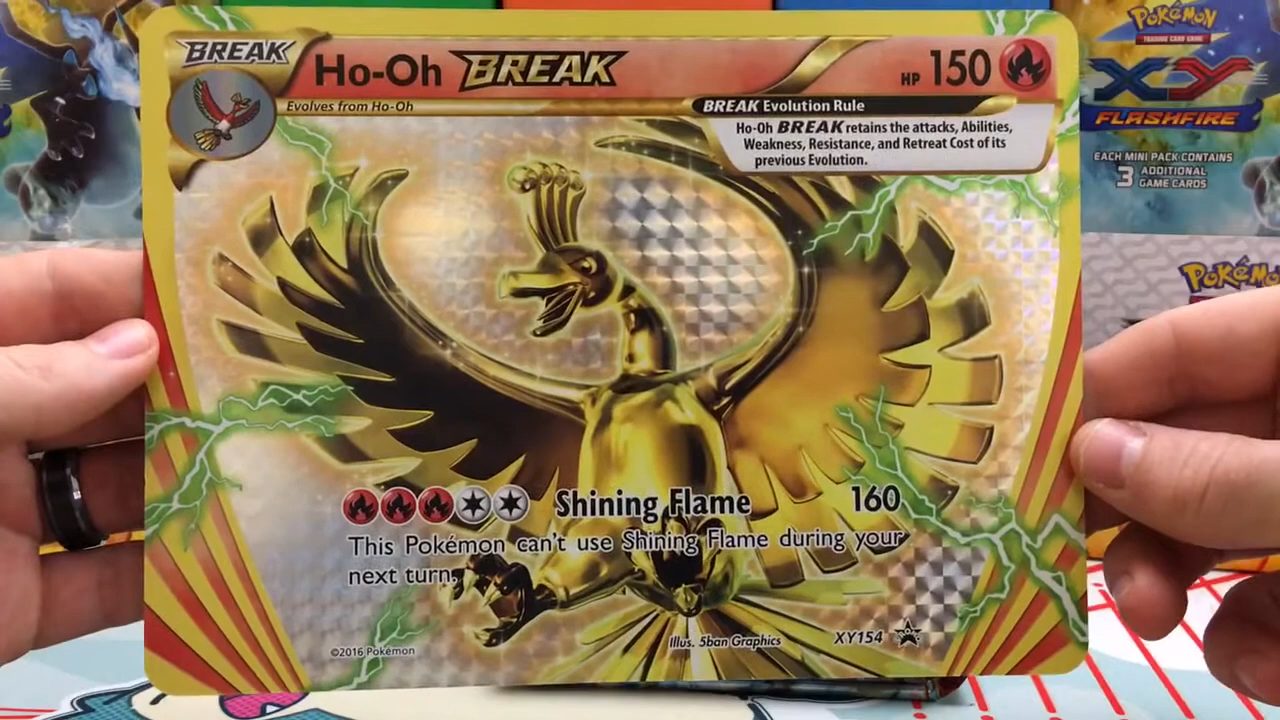 BREAK
Ho-Oh BREAK
HP 150
Evolves from Ho-Oh
BREAK Evolution Rule
Ho-Oh BREAK retains the attacks, Abilities,
Weakness, Resistance, and Retreat Cost of its
previous Evolution.
Shining Flame 160
This Pokémon can't use Shining Flame during your
next turn.
Illus. 5ban Graphics
XY154
©2016 Pokémon
POKÉMON
TRADING CARD GAME
XY
FLASHFIRE
EACH MINI PACK CONTAINS
3 ADDITIONAL
GAME CARDS
POKÉMO